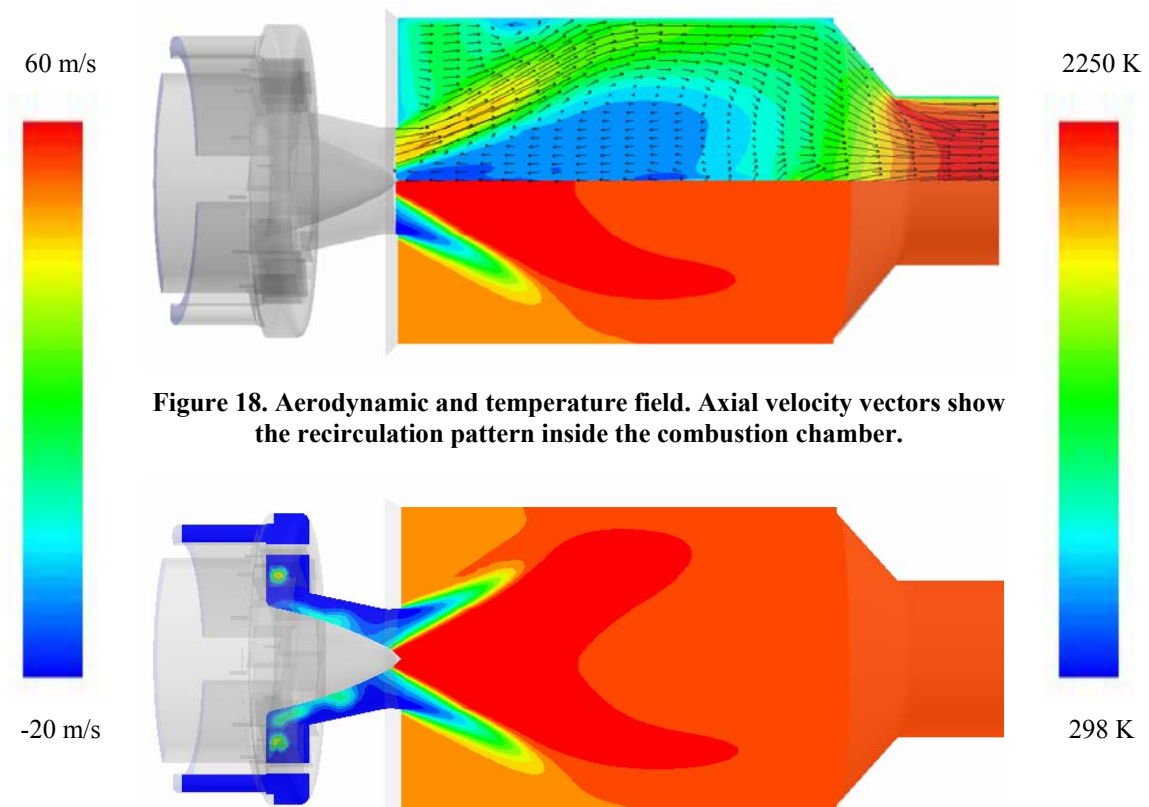 60 m/s
2250 K
Figure 18. Aerodynamic and temperature field. Axial velocity vectors show
the recirculation pattern inside the combustion chamber.
-20 m/s
298 K